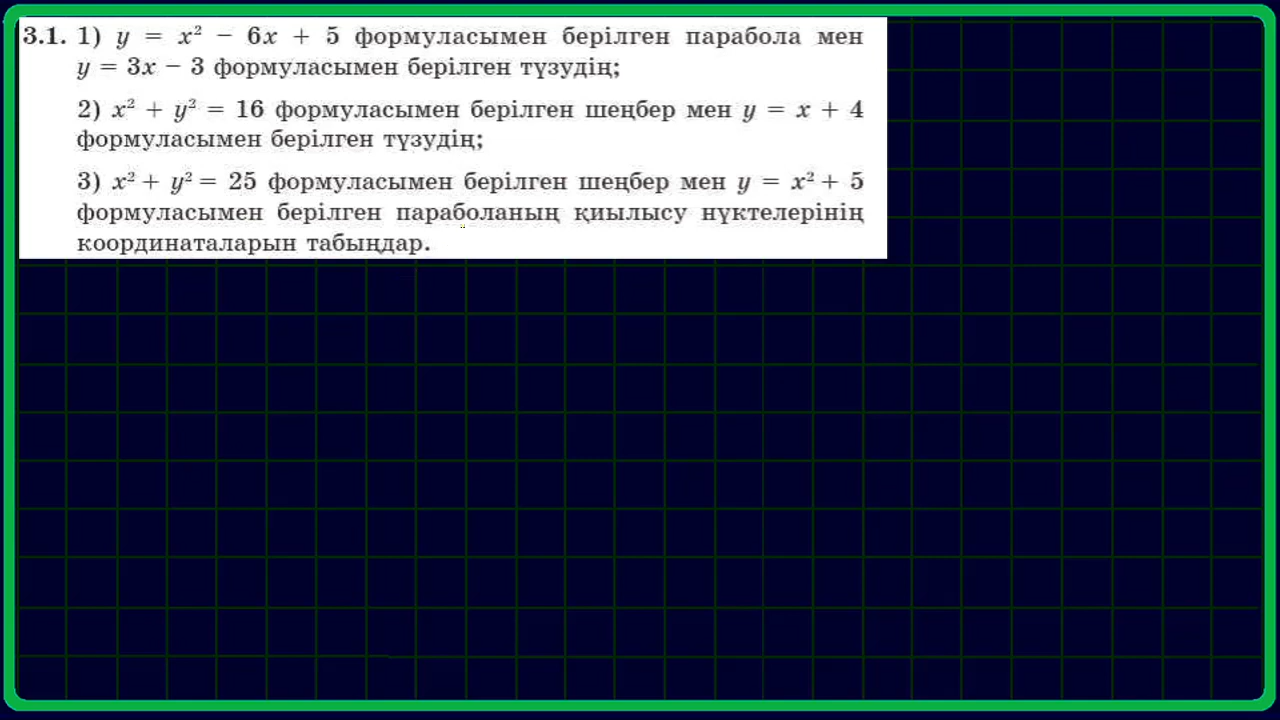 3.1. 1) y = x² − 6x + 5 формуласымен берілген парабола мен
y = 3x − 3 формуласымен берілген түзудің;
2) x² + y² = 16 формуласымен берілген шеңбер мен y = x + 4
формуласымен берілген түзудің;
3) x² + y² = 25 формуласымен берілген шеңбер мен y = x² + 5
формуласымен берілген параболаның қиылысу нүктелерінің
координаталарын табыңдар.